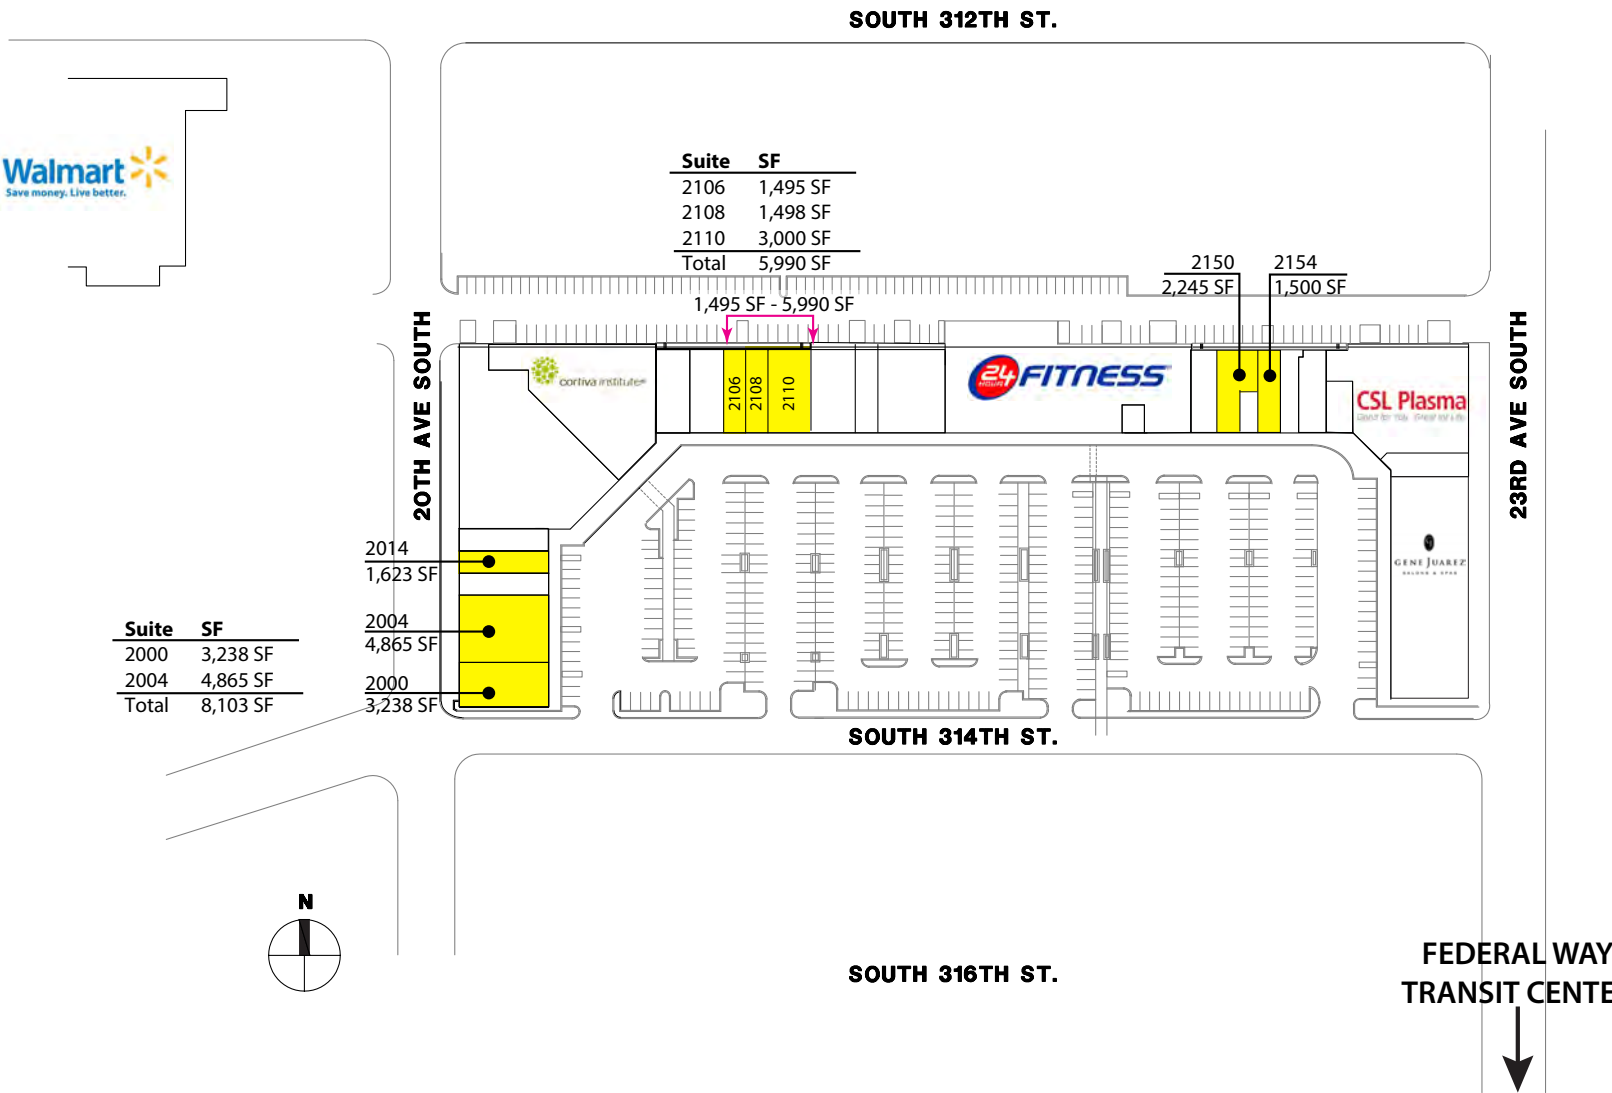 SOUTH 312TH ST.
Walmart
Save money. Live better.
Suite SF
2106 1,495 SF
2108 1,498 SF
2110 3,000 SF
Total 5,990 SF
1,495 SF - 5,990 SF
2150
2,245 SF
2154
1,500 SF
20TH AVE SOUTH
cortiva institute
2106
2108
2110
24
HOUR
FITNESS
CSL Plasma
23RD AVE SOUTH
GENE JUAREZ
SALONS & SPAS
2014
1,623 SF
2004
4,865 SF
2000
3,238 SF
Suite SF
2000 3,238 SF
2004 4,865 SF
Total 8,103 SF
SOUTH 314TH ST.
N
SOUTH 316TH ST.
FEDERAL WAY
TRANSIT CENTE